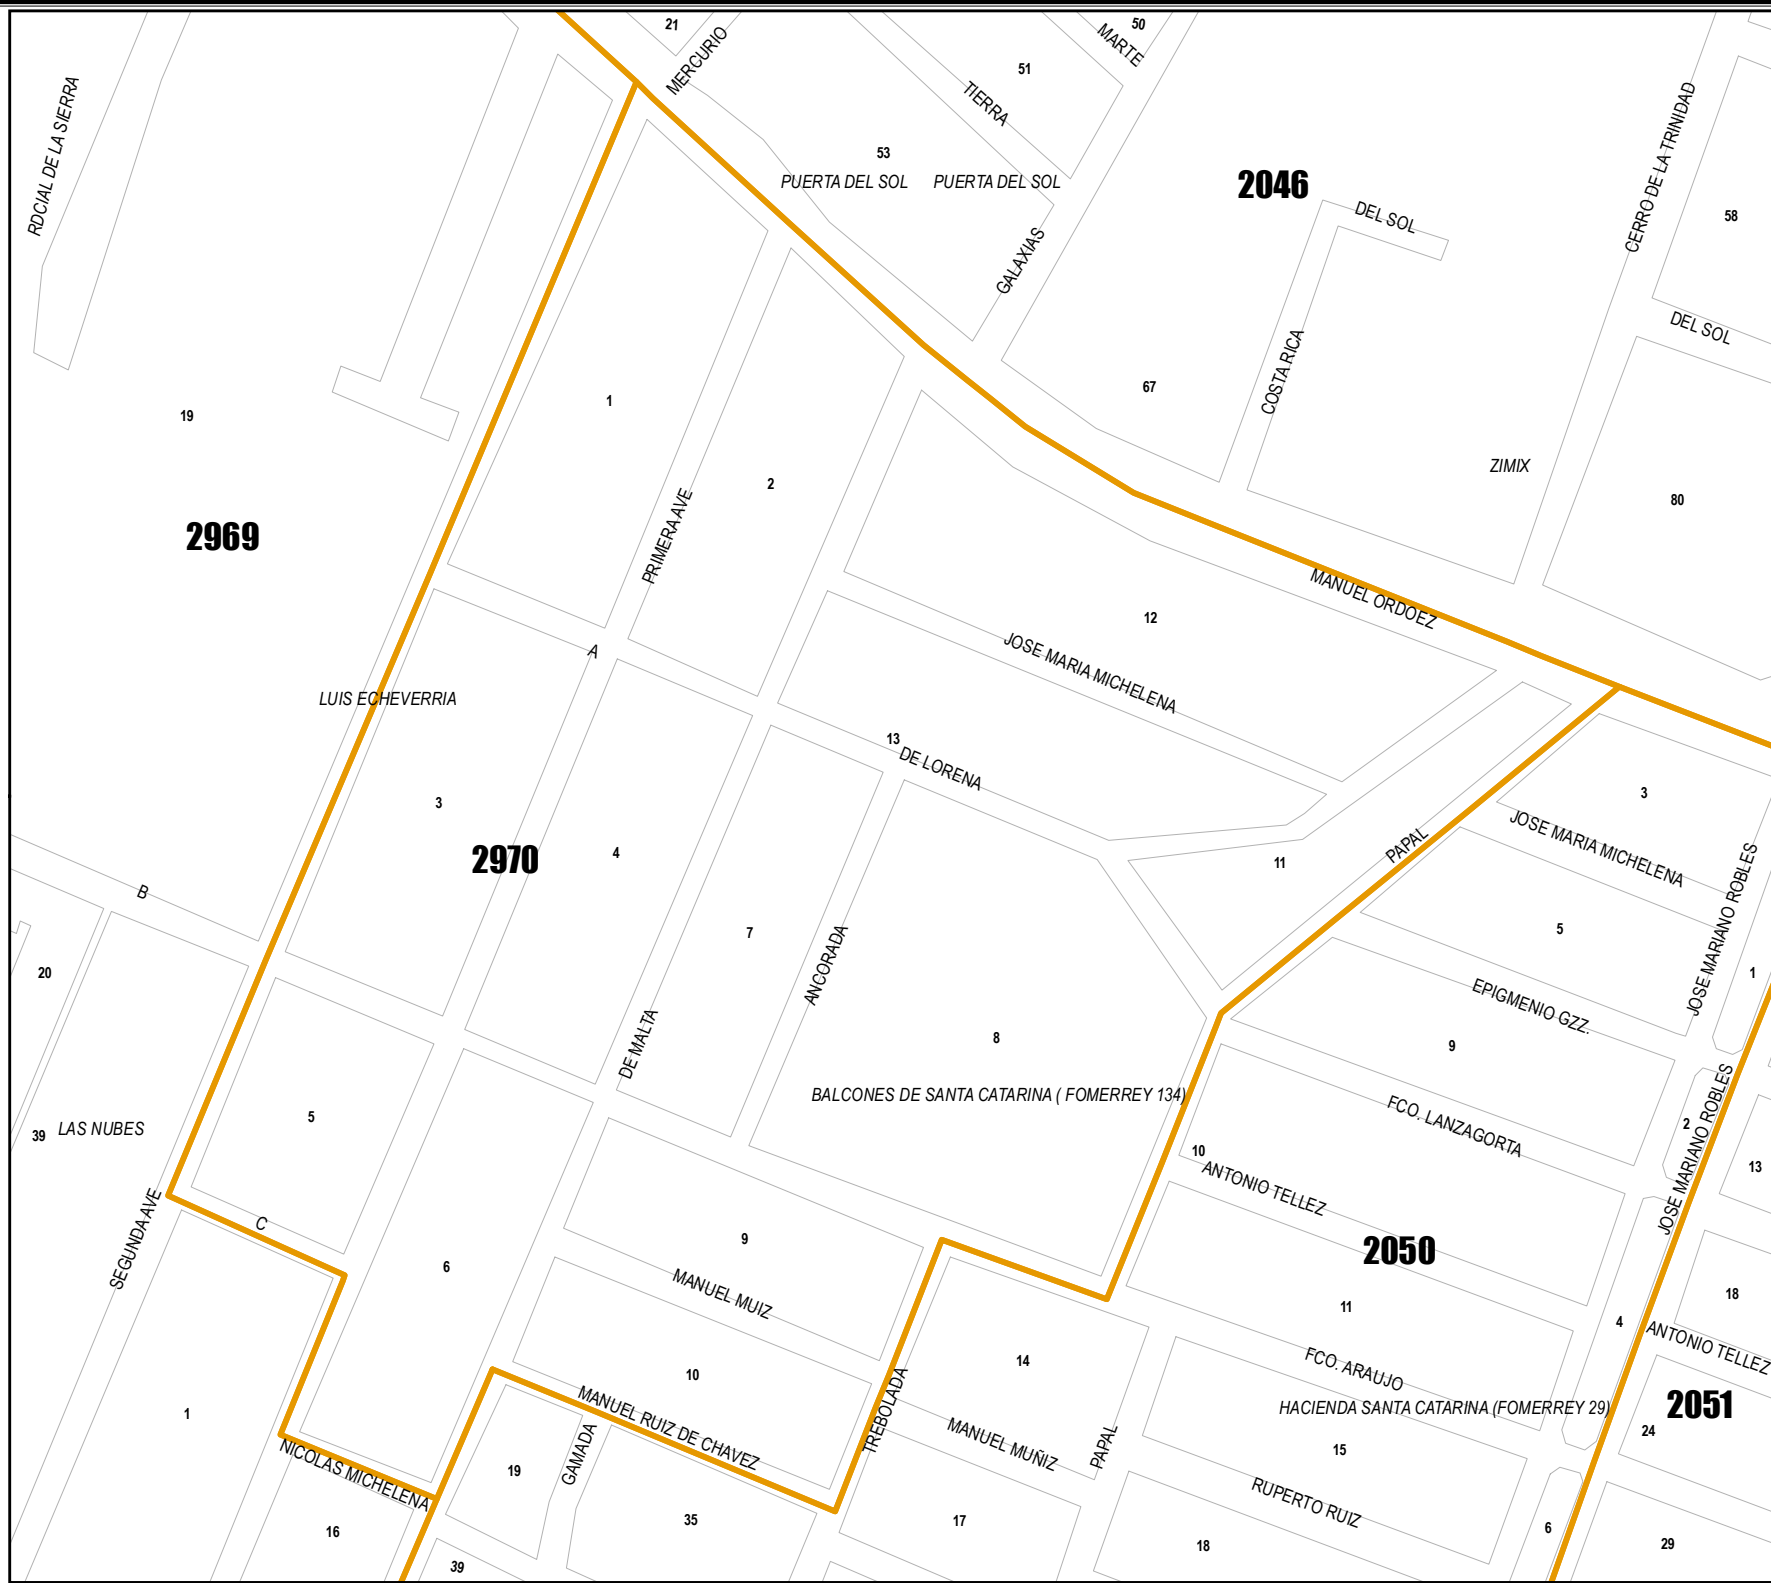 21
MERCURIO
50
MARTE
51
TIERRA
RDCIAL DE LA SIERRA
53
PUERTA DEL SOL
PUERTA DEL SOL
2046
DEL SOL
CERRO DE LA TRINIDAD
58
GALAXIAS
DEL SOL
COSTA RICA
67
19
1
2
ZIMIX
80
2969
PRIMERA AVE
MANUEL ORDOEZ
12
A
JOSE MARIA MICHELENA
LUIS ECHEVERRIA
13
DE LORENA
3
3
2970
4
JOSE MARIA MICHELENA
PAPAL
11
JOSE MARIANO ROBLES
B
7
5
ANCORADA
20
1
EPIGMENIO GZZ.
DE MALTA
8
9
BALCONES DE SANTA CATARINA ( FOMERREY 134)
5
FCO. LANZAGORTA
2
JOSE MARIANO ROBLES
39
LAS NUBES
10
ANTONIO TELLEZ
13
SEGUNDA AVE
C
9
6
2050
MANUEL MUIZ
11
18
4
ANTONIO TELLEZ
10
14
FCO. ARAUJO
MANUEL RUIZ DE CHAVEZ
TREBOLADA
HACIENDA SANTA CATARINA (FOMERREY 29)
2051
1
24
MANUEL MUÑIZ
PAPAL
15
NICOLAS MICHELENA
19
GAMADA
RUPERTO RUIZ
16
35
17
6
18
29
39